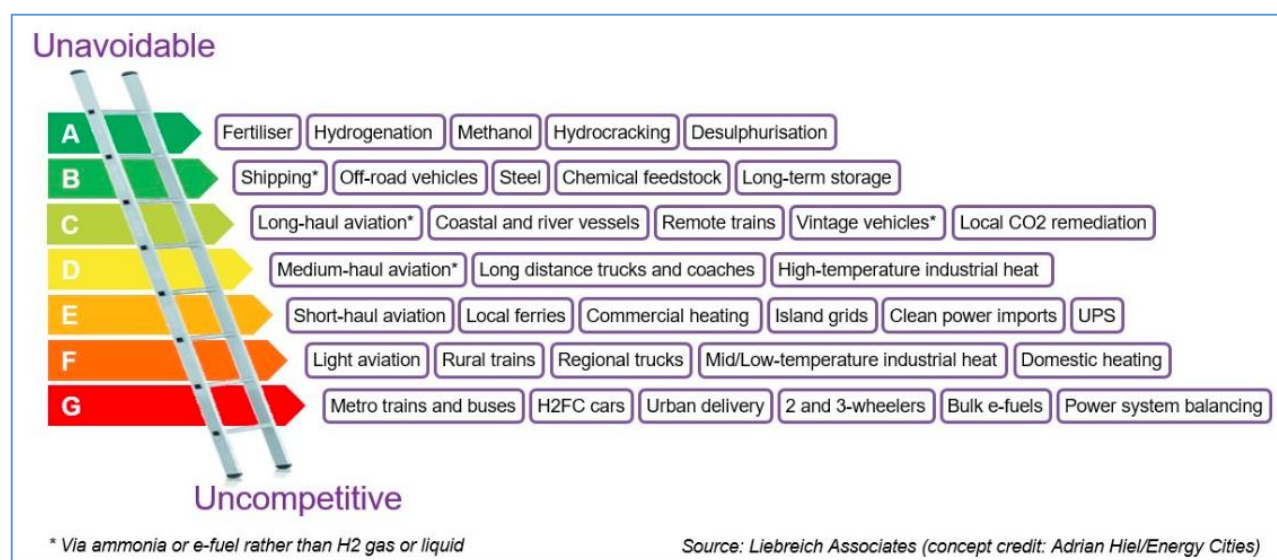 Unavoidable
A Fertiliser Hydrogenation Methanol Hydrocracking Desulphurisation
B Shipping* Off-road vehicles Steel Chemical feedstock Long-term storage
C Long-haul aviation* Coastal and river vessels Remote trains Vintage vehicles* Local CO2 remediation
D Medium-haul aviation* Long distance trucks and coaches High-temperature industrial heat
E Short-haul aviation Local ferries Commercial heating Island grids Clean power imports UPS
F Light aviation Rural trains Regional trucks Mid/Low-temperature industrial heat Domestic heating
G Metro trains and buses H2FC cars Urban delivery 2 and 3-wheelers Bulk e-fuels Power system balancing
Uncompetitive
* Via ammonia or e-fuel rather than H2 gas or liquid Source: Liebreich Associates (concept credit: Adrian Hiel/Energy Cities)